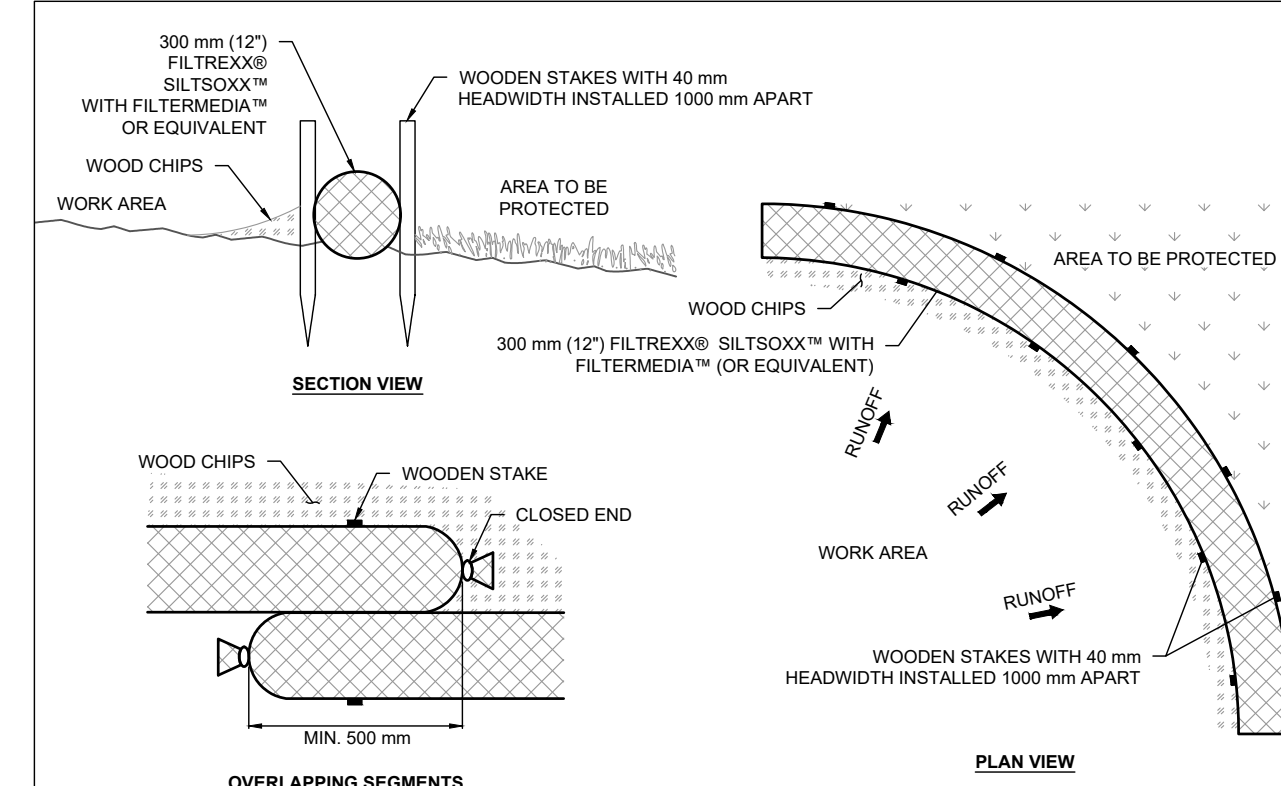 300 mm (12")
FILTREXX®
SILTSOXX™
WITH FILTERMEDIA™
OR EQUIVALENT
WOODEN STAKES WITH 40 mm
HEADWIDTH INSTALLED 1000 mm APART
WOOD CHIPS
WORK AREA
AREA TO BE
PROTECTED
SECTION VIEW
WOOD CHIPS
WOODEN STAKE
CLOSED END
MIN. 500 mm
OVERLAPPING SEGMENTS
AREA TO BE PROTECTED
WOOD CHIPS
300 mm (12") FILTREXX® SILTSOXX™ WITH
FILTERMEDIA™ (OR EQUIVALENT)
RUNOFF
RUNOFF
WORK AREA
RUNOFF
WOODEN STAKES WITH 40 mm
HEADWIDTH INSTALLED 1000 mm APART
PLAN VIEW